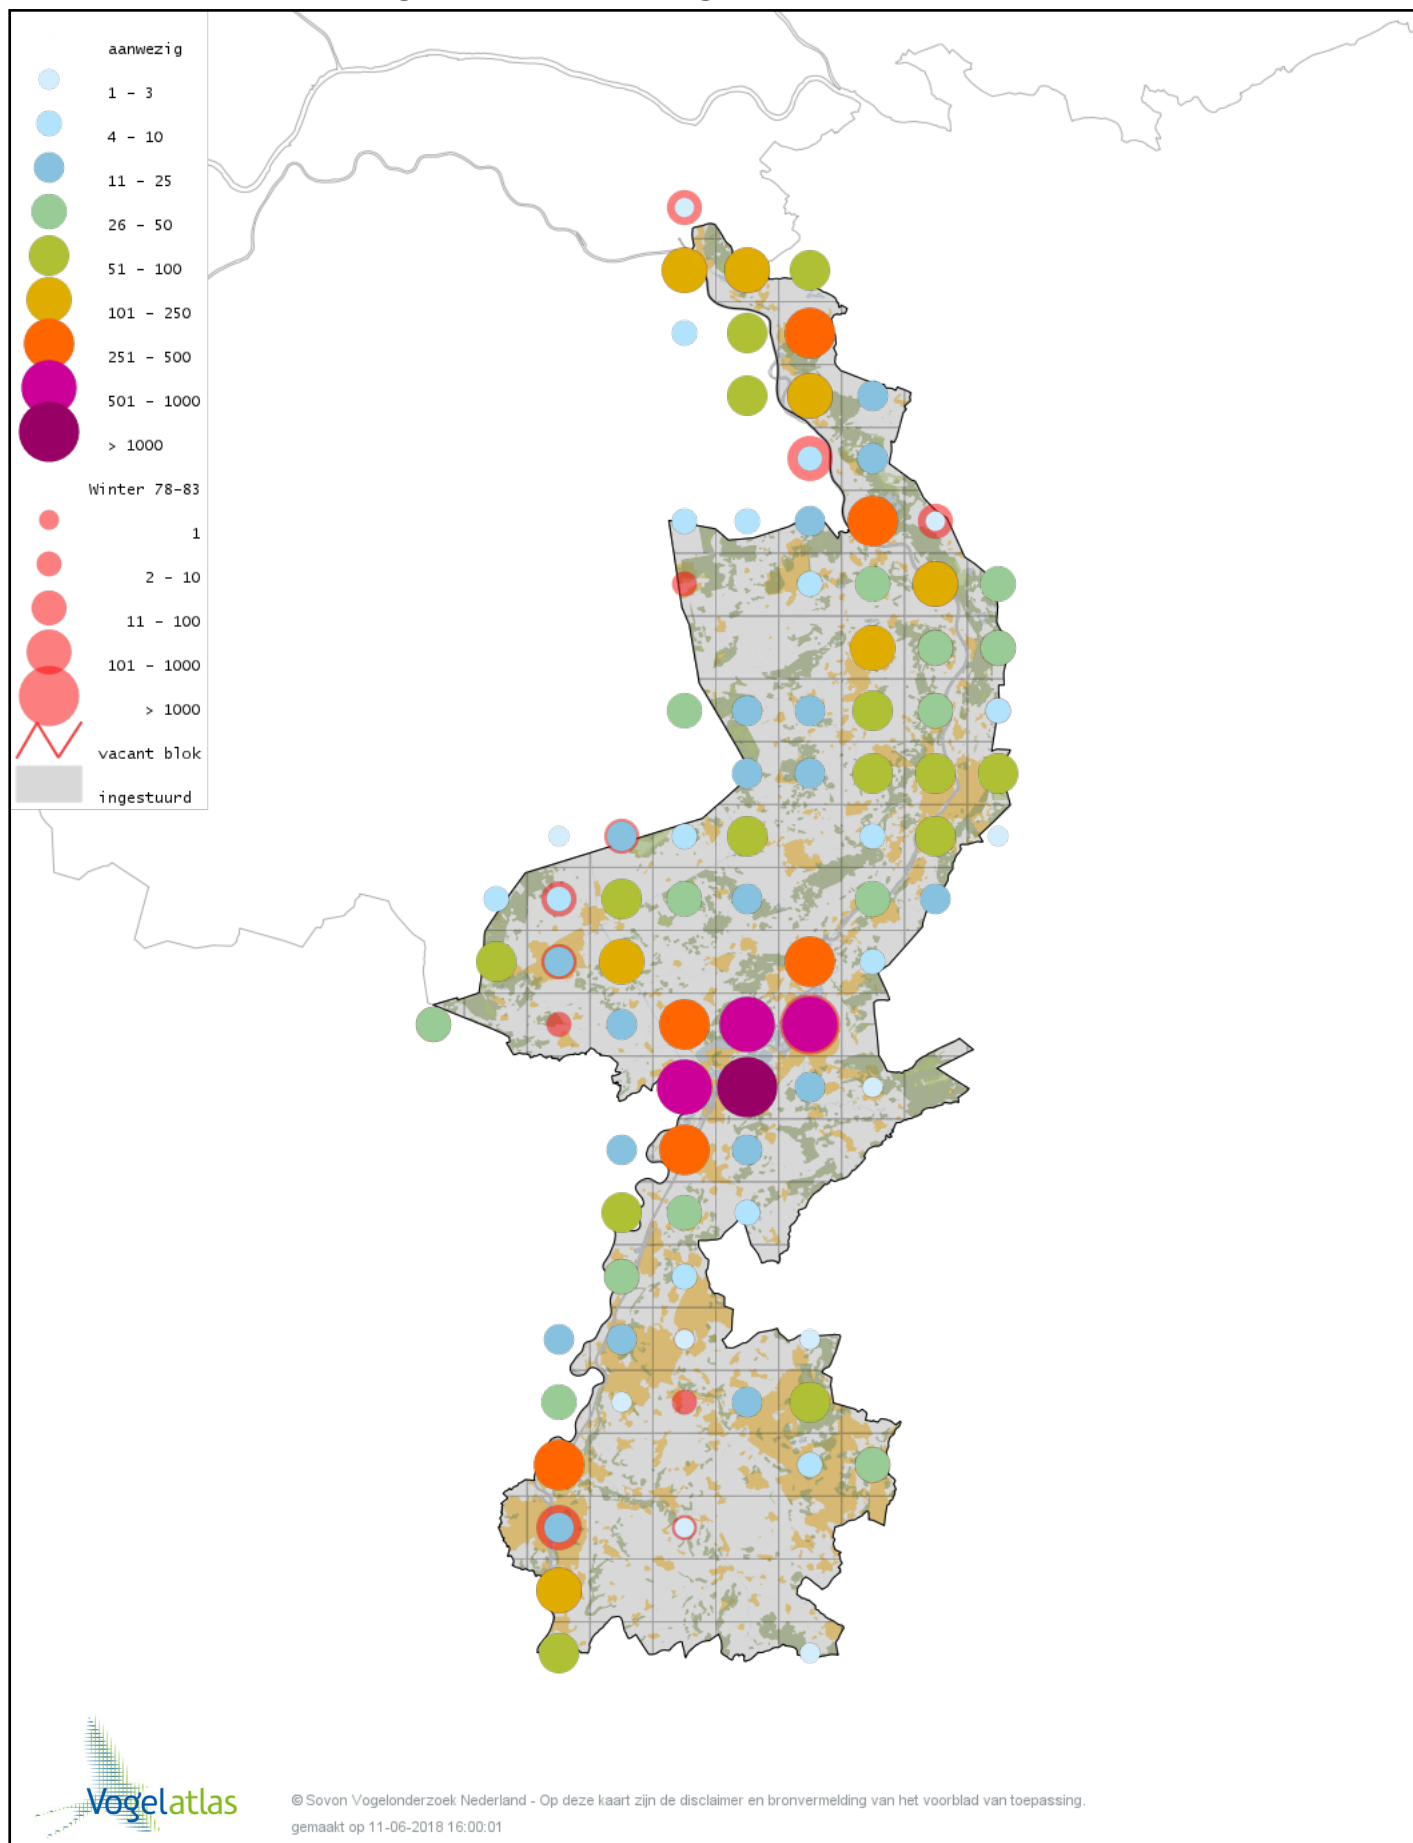 aanwezig
1 - 3
4 - 10
11 - 25
26 - 50
51 - 100
101 - 250
251 - 500
501 - 1000
> 1000
Winter 78-83
1
2 - 10
11 - 100
101 - 1000
> 1000
vacant blok
ingestuurd
Vogelatlas
© Sovon Vogelonderzoek Nederland - Op deze kaart zijn de disclaimer en bronvermelding van het voorblad van toepassing.
gemaakt op 11-06-2018 16:00:01